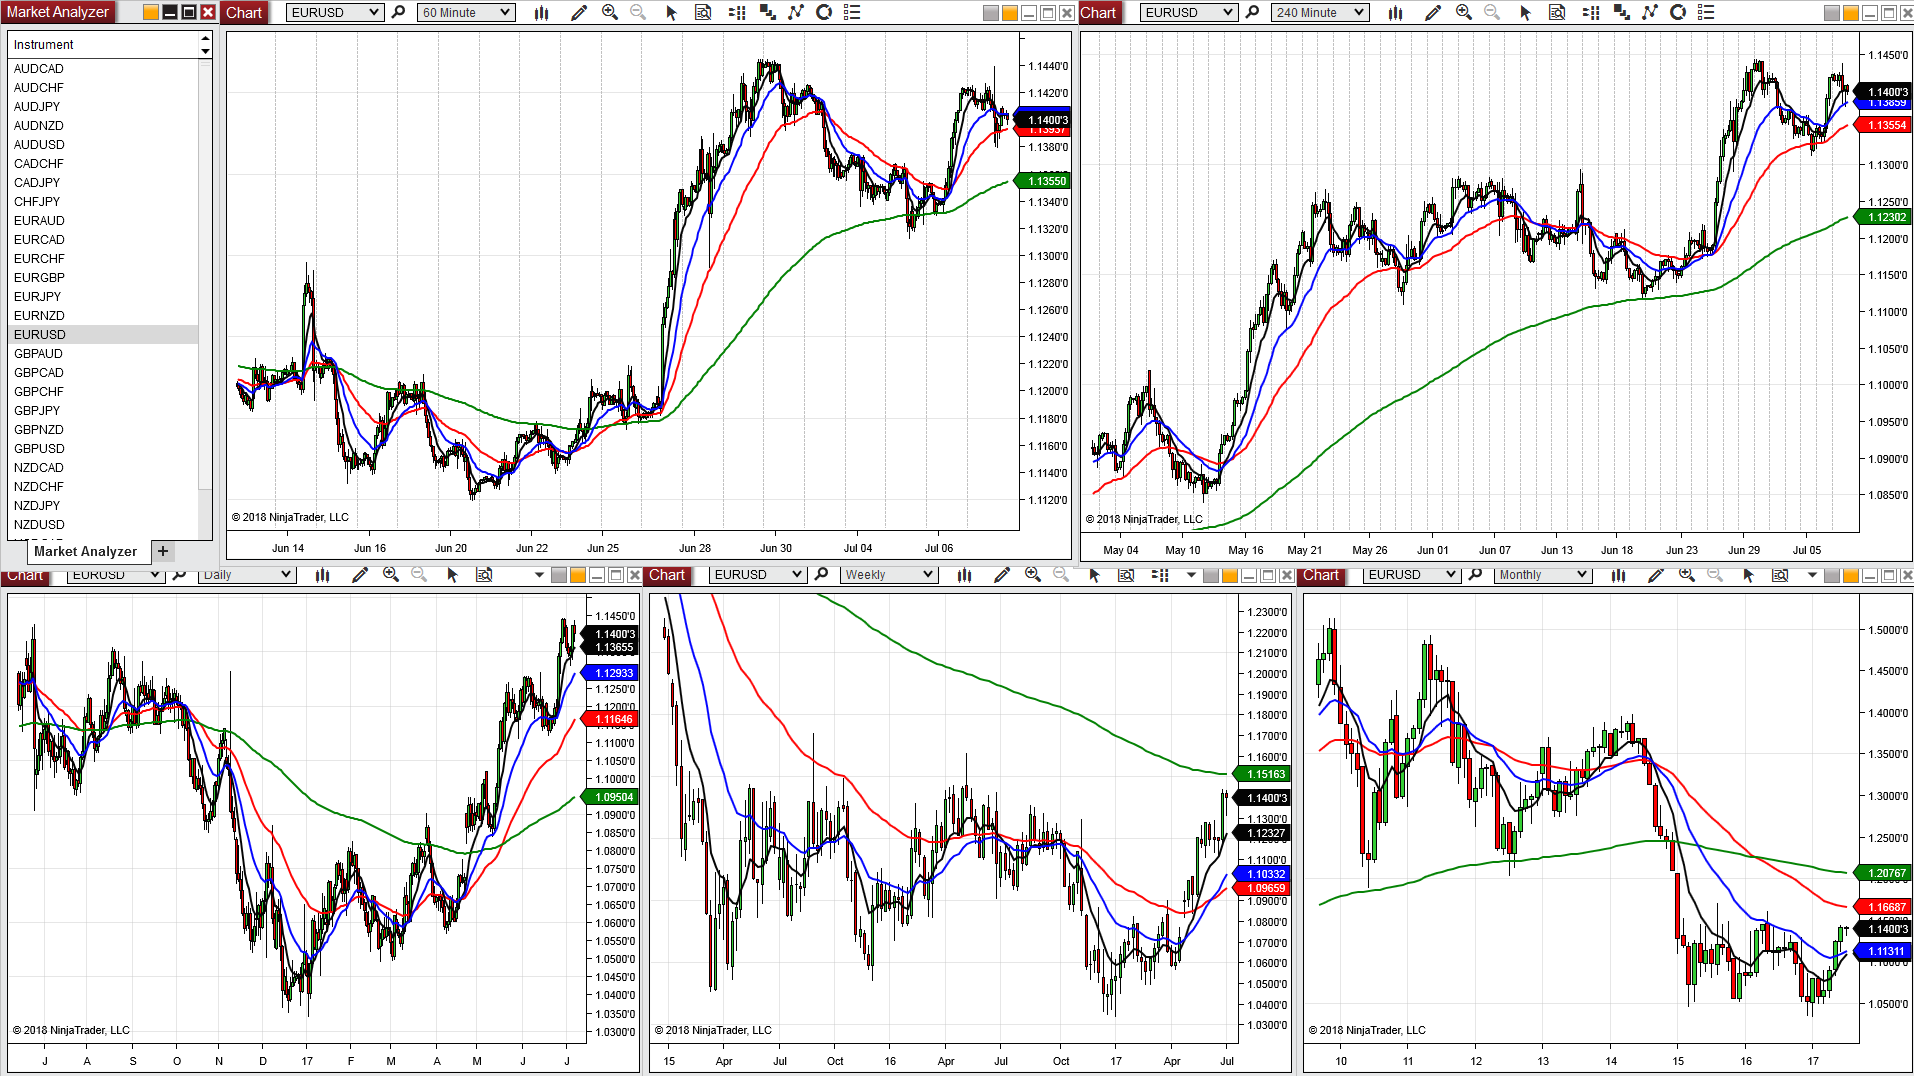 Market Analyzer
Instrument
AUDCAD
AUDCHF
AUDJPY
AUDNZD
AUDUSD
CADCHF
CADJPY
CHFJPY
EURAUD
EURCAD
EURCHF
EURGBP
EURJPY
EURNZD
EURUSD
GBPAUD
GBPCAD
GBPCHF
GBPJPY
GBPNZD
GBPUSD
NZDCAD
NZDCHF
NZDJPY
NZDUSD
Market Analyzer +
Chart EURUSD 60 Minute
1.1440'0
1.1420'0
1.1400'3
1.13937
1.1380'0
1.13550
1.1340'0
1.1320'0
1.1300'0
1.1280'0
1.1260'0
1.1240'0
1.1220'0
1.1200'0
1.1180'0
1.1160'0
1.1140'0
1.1120'0
© 2018 NinjaTrader, LLC
Jun 14 Jun 16 Jun 20 Jun 22 Jun 25 Jun 28 Jun 30 Jul 04 Jul 06
Chart EURUSD 240 Minute
1.1450'0
1.1400'3
1.13859
1.13554
1.1300'0
1.1250'0
1.12302
1.1200'0
1.1150'0
1.1100'0
1.1050'0
1.1000'0
1.0950'0
1.0900'0
1.0850'0
© 2018 NinjaTrader, LLC
May 04 May 10 May 16 May 21 May 26 Jun 01 Jun 07 Jun 13 Jun 18 Jun 23 Jun 29 Jul 05
Chart EURUSD Daily
1.1450'0
1.1400'3
1.13655
1.12933
1.1250'0
1.1200'0
1.11646
1.1100'0
1.1050'0
1.1000'0
1.09504
1.0900'0
1.0850'0
1.0800'0
1.0750'0
1.0700'0
1.0650'0
1.0600'0
1.0550'0
1.0500'0
1.0450'0
1.0400'0
1.0350'0
1.0300'0
© 2018 NinjaTrader, LLC
J A S O N D 17 F M A M J J
Chart EURUSD Weekly
1.2300'0
1.2200'0
1.2100'0
1.2000'0
1.1900'0
1.1800'0
1.1700'0
1.1600'0
1.15163
1.1400'3
1.1300'0
1.12327
1.1100'0
1.10332
1.09659
1.0900'0
1.0800'0
1.0700'0
1.0600'0
1.0500'0
1.0400'0
1.0300'0
© 2018 NinjaTrader, LLC
15 Apr Jul Oct 16 Apr Jul Oct 17 Apr Jul
Chart EURUSD Monthly
1.5000'0
1.4500'0
1.4000'0
1.3500'0
1.3000'0
1.2500'0
1.20767
1.16687
1.1400'3
1.11311
1.0500'0
© 2018 NinjaTrader, LLC
10 11 12 13 14 15 16 17